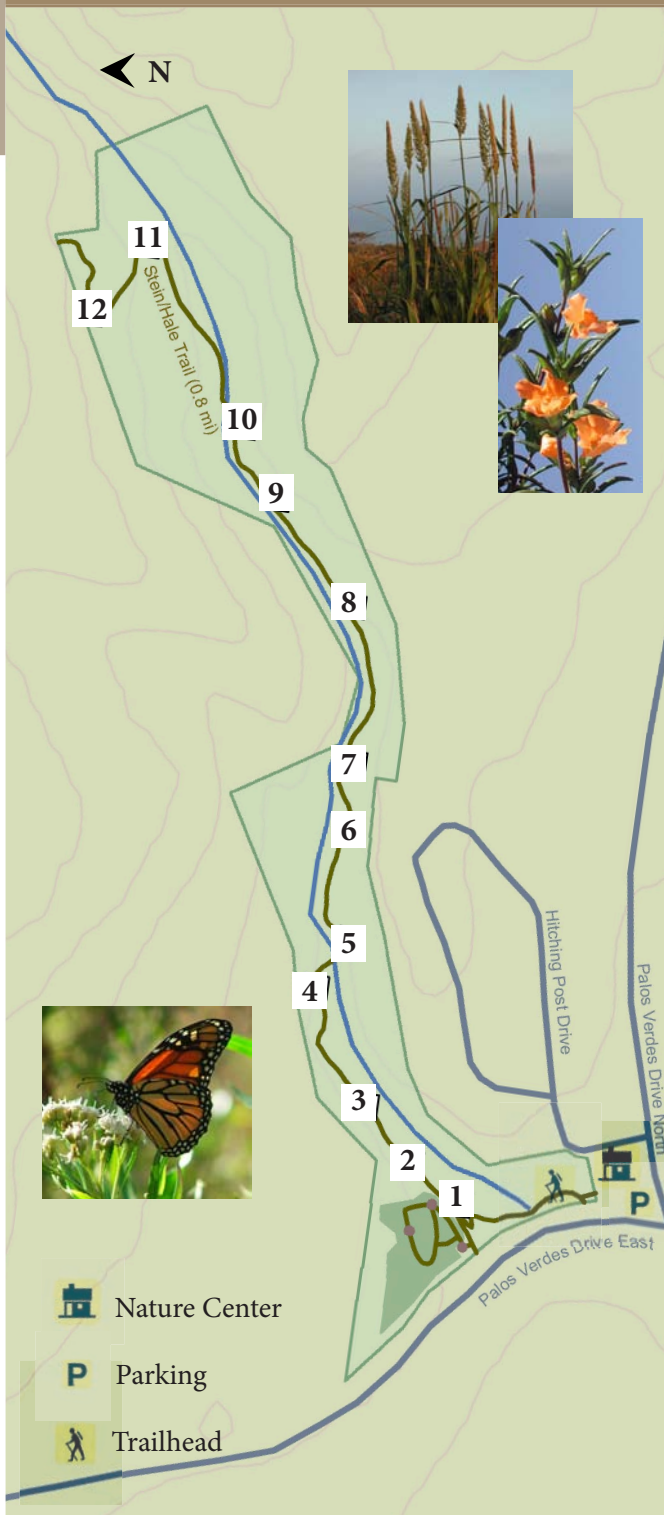 N
11
12
Stein/Hale Trail (0.8 mi)
10
9
8
7
6
5
4
3
2
1
Hitching Post Drive
Palos Verdes Drive North
P
Palos Verdes Drive East
Nature Center
P
Parking
Trailhead